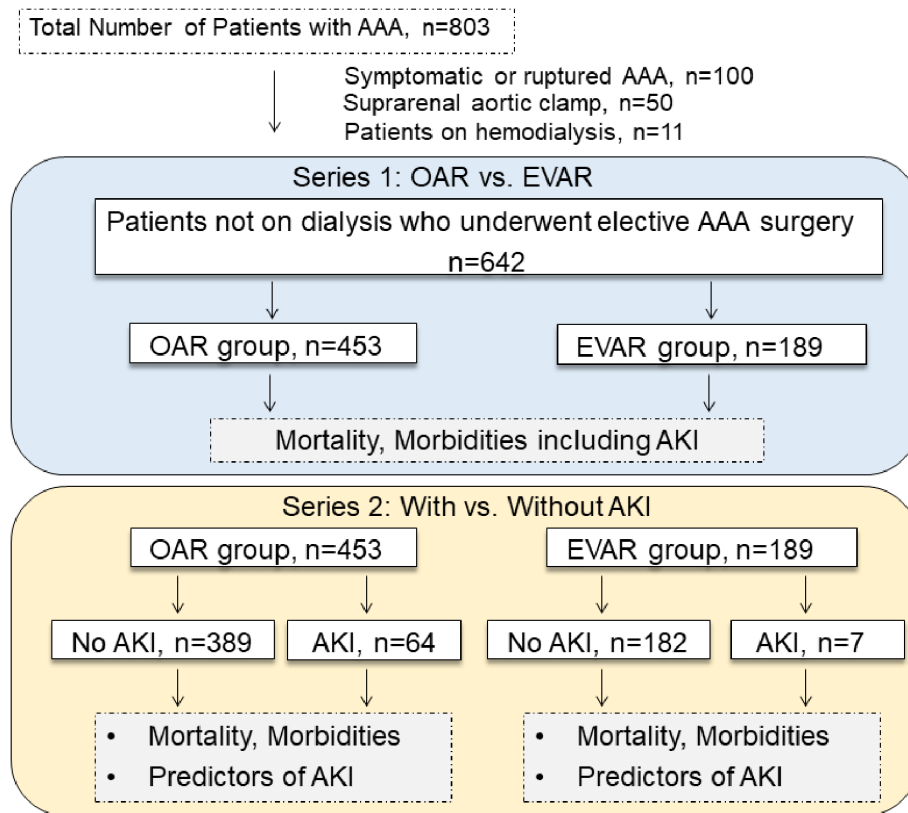 Total Number of Patients with AAA, n=803
Symptomatic or ruptured AAA, n=100
Suprarenal aortic clamp, n=50
Patients on hemodialysis, n=11
Series 1: OAR vs. EVAR
Patients not on dialysis who underwent elective AAA surgery
n=642
OAR group, n=453
EVAR group, n=189
Mortality, Morbidities including AKI
Series 2: With vs. Without AKI
OAR group, n=453
EVAR group, n=189
No AKI, n=389
AKI, n=64
No AKI, n=182
AKI, n=7
• Mortality, Morbidities
• Predictors of AKI
• Mortality, Morbidities
• Predictors of AKI